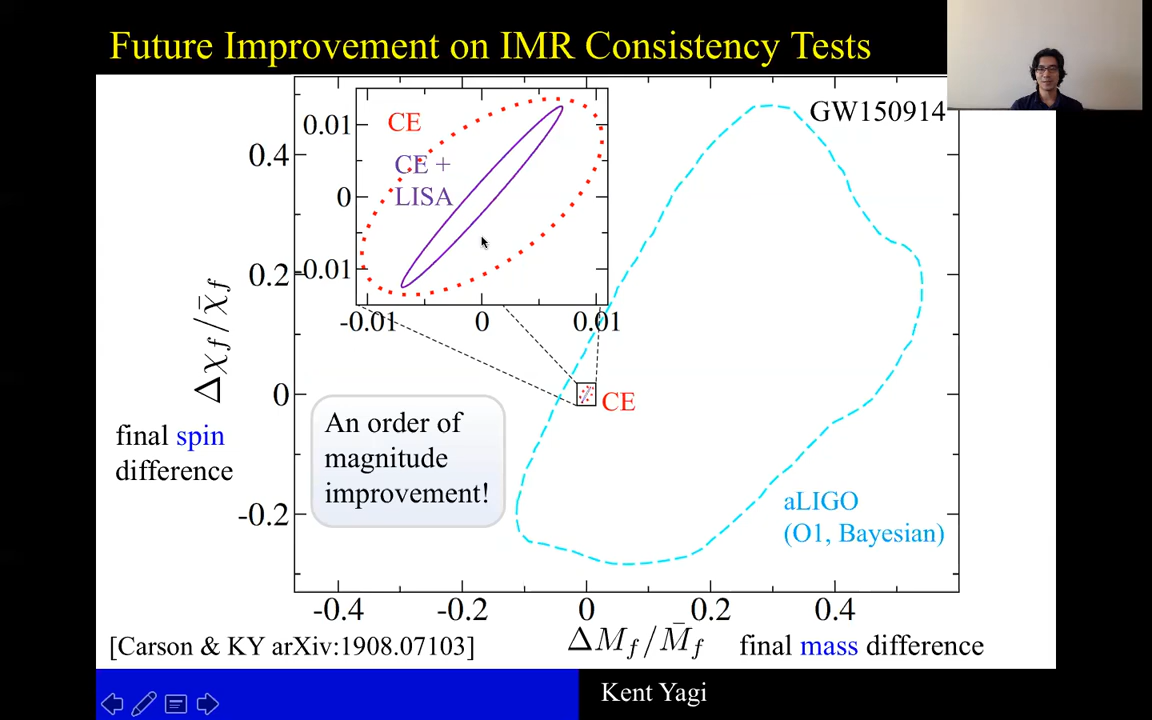 Future Improvement on IMR Consistency Tests
GW150914
CE
CE +
LISA
0.01
0
-0.01
-0.01
0
0.01
0.4
0.2
0
-0.2
Δχf/χ̄f
final spin
difference
An order of
magnitude
improvement!
CE
aLIGO
(O1, Bayesian)
-0.4
-0.2
0
0.2
0.4
ΔMf/M̄f
final mass difference
[Carson & KY arXiv:1908.07103]
Kent Yagi